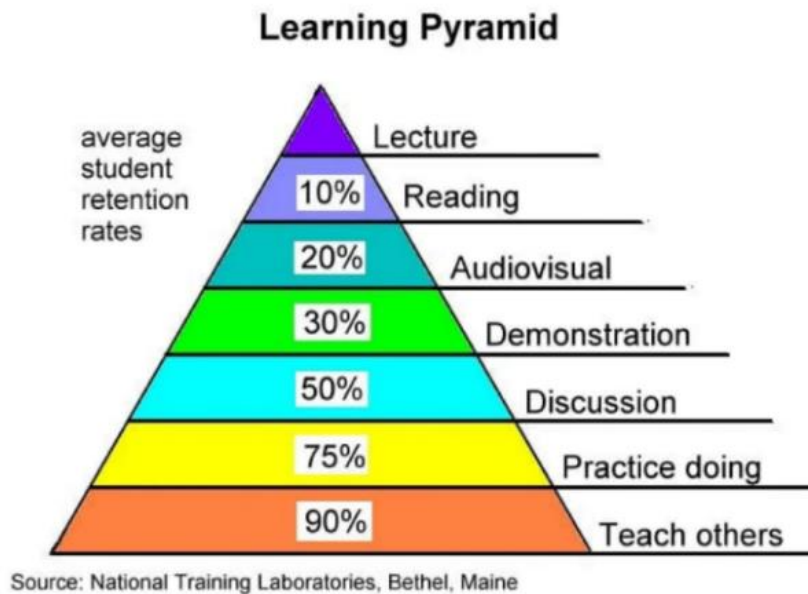 Learning Pyramid
average
student
retention
rates
Lecture
10% Reading
20% Audiovisual
30% Demonstration
50% Discussion
75% Practice doing
90% Teach others
Source: National Training Laboratories, Bethel, Maine